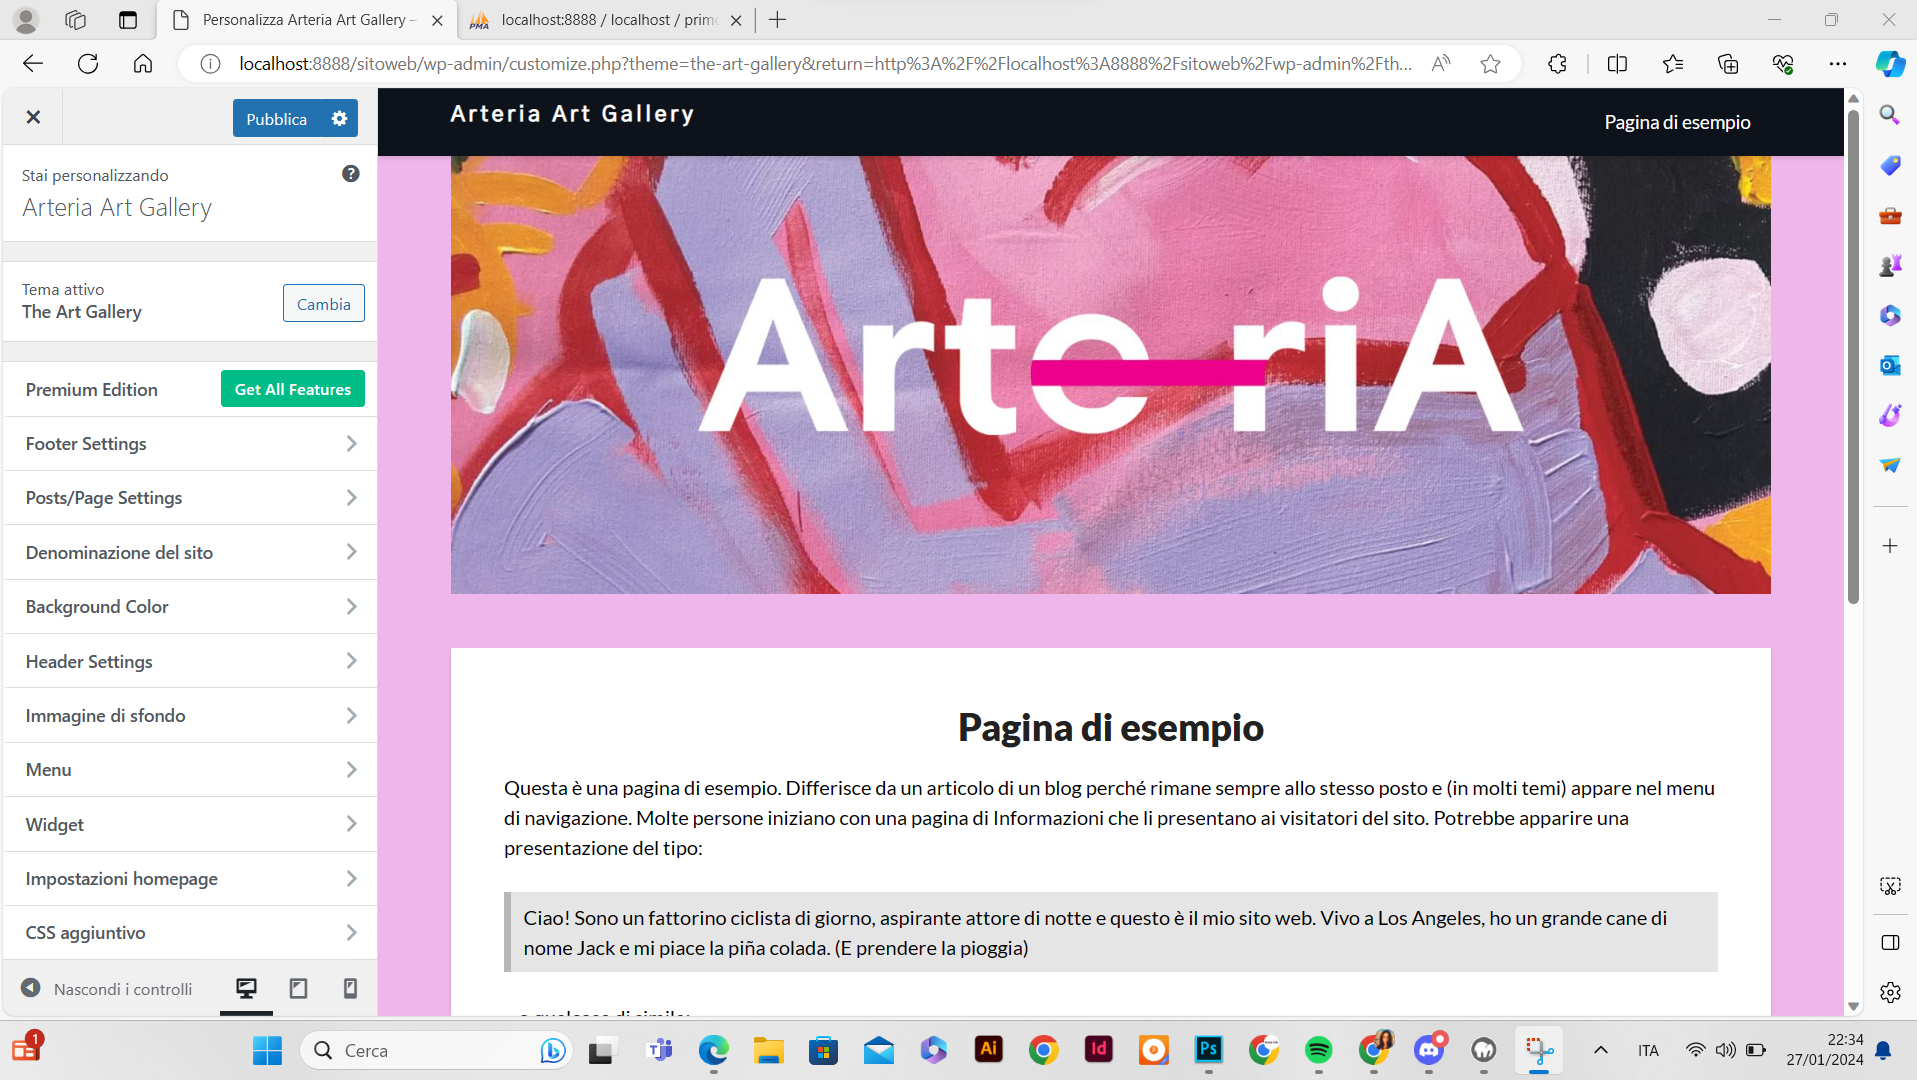 Personalizza Arteria Art Gallery –
localhost:8888 / localhost / prim
localhost:8888/sitoweb/wp-admin/customize.php?theme=the-art-gallery&return=http%3A%2F%2Flocalhost%3A8888%2Fsitoweb%2Fwp-admin%2Fth...
Pubblica
Stai personalizzando
Arteria Art Gallery
Tema attivo
The Art Gallery
Cambia
Premium Edition
Get All Features
Footer Settings
Posts/Page Settings
Denominazione del sito
Background Color
Header Settings
Immagine di sfondo
Menu
Widget
Impostazioni homepage
CSS aggiuntivo
Nascondi i controlli
Arteria Art Gallery
Pagina di esempio
Arte riA
Pagina di esempio
Questa è una pagina di esempio. Differisce da un articolo di un blog perché rimane sempre allo stesso posto e (in molti temi) appare nel menu
di navigazione. Molte persone iniziano con una pagina di Informazioni che li presentano ai visitatori del sito. Potrebbe apparire una
presentazione del tipo:
Ciao! Sono un fattorino ciclista di giorno, aspirante attore di notte e questo è il mio sito web. Vivo a Los Angeles, ho un grande cane di
nome Jack e mi piace la piña colada. (E prendere la pioggia)
1
Cerca
Ai
Id
Ps
ITA
22:34
27/01/2024